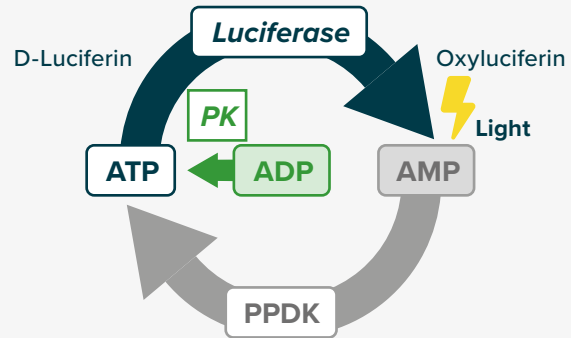 Luciferase
D-Luciferin
Oxyluciferin
PK
Light
ATP
ADP
AMP
PPDK